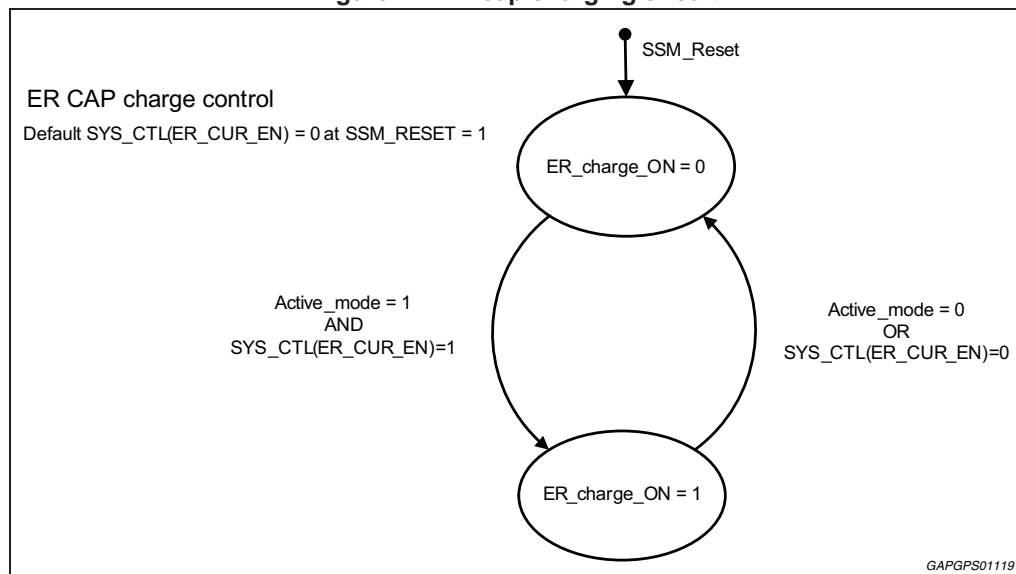 SSM_Reset
ER CAP charge control
Default SYS_CTL(ER_CUR_EN) = 0 at SSM_RESET = 1
ER_charge_ON = 0
Active_mode = 1
AND
SYS_CTL(ER_CUR_EN)=1
Active_mode = 0
OR
SYS_CTL(ER_CUR_EN)=0
ER_charge_ON = 1
GAPGPS01119